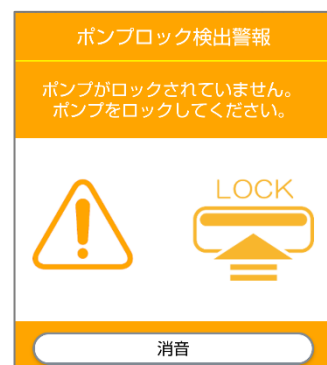 ポンプロック検出警報
ポンプがロックされていません。
ポンプをロックしてください。
LOCK
消音